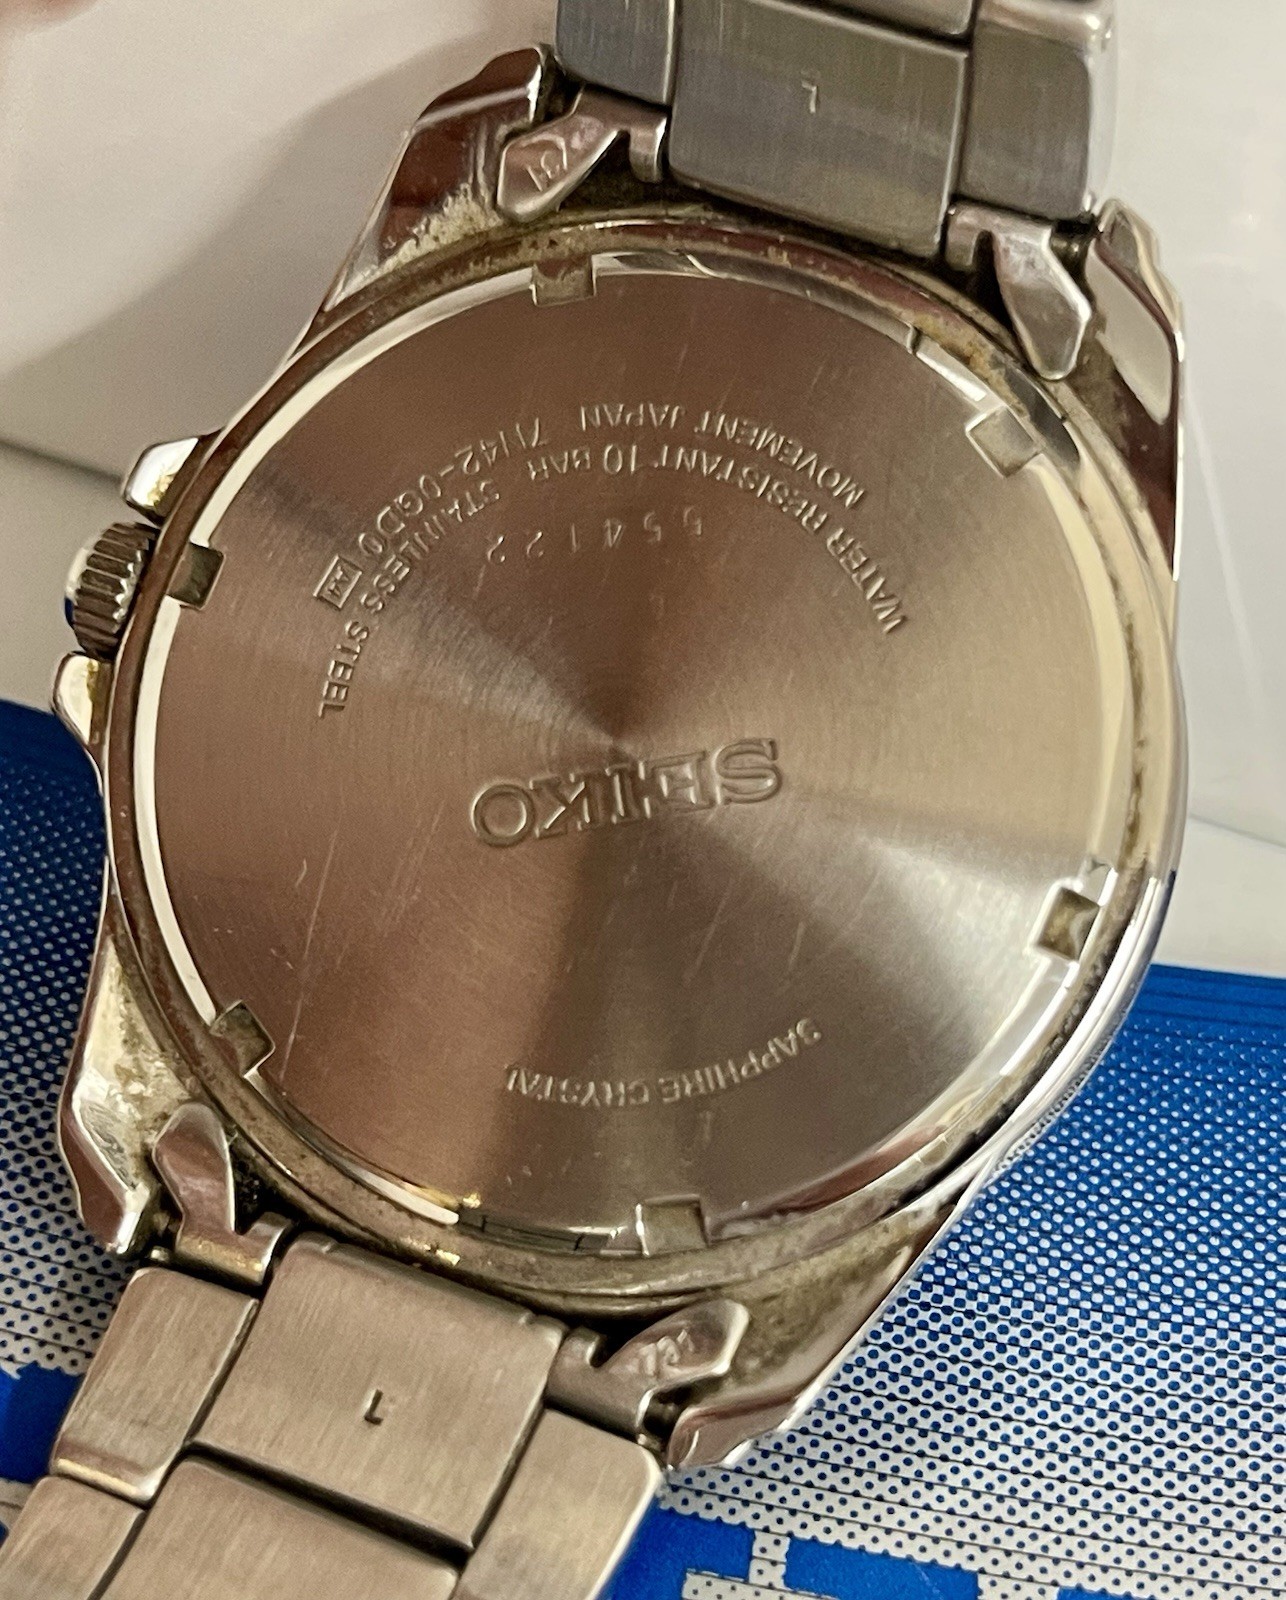 WATER RESISTANT 10 BAR STAINLESS STEEL
MOVEMENT JAPAN 7N42-0GD0
554122
SEIKO
SAPPHIRE CRYSTAL
L
L